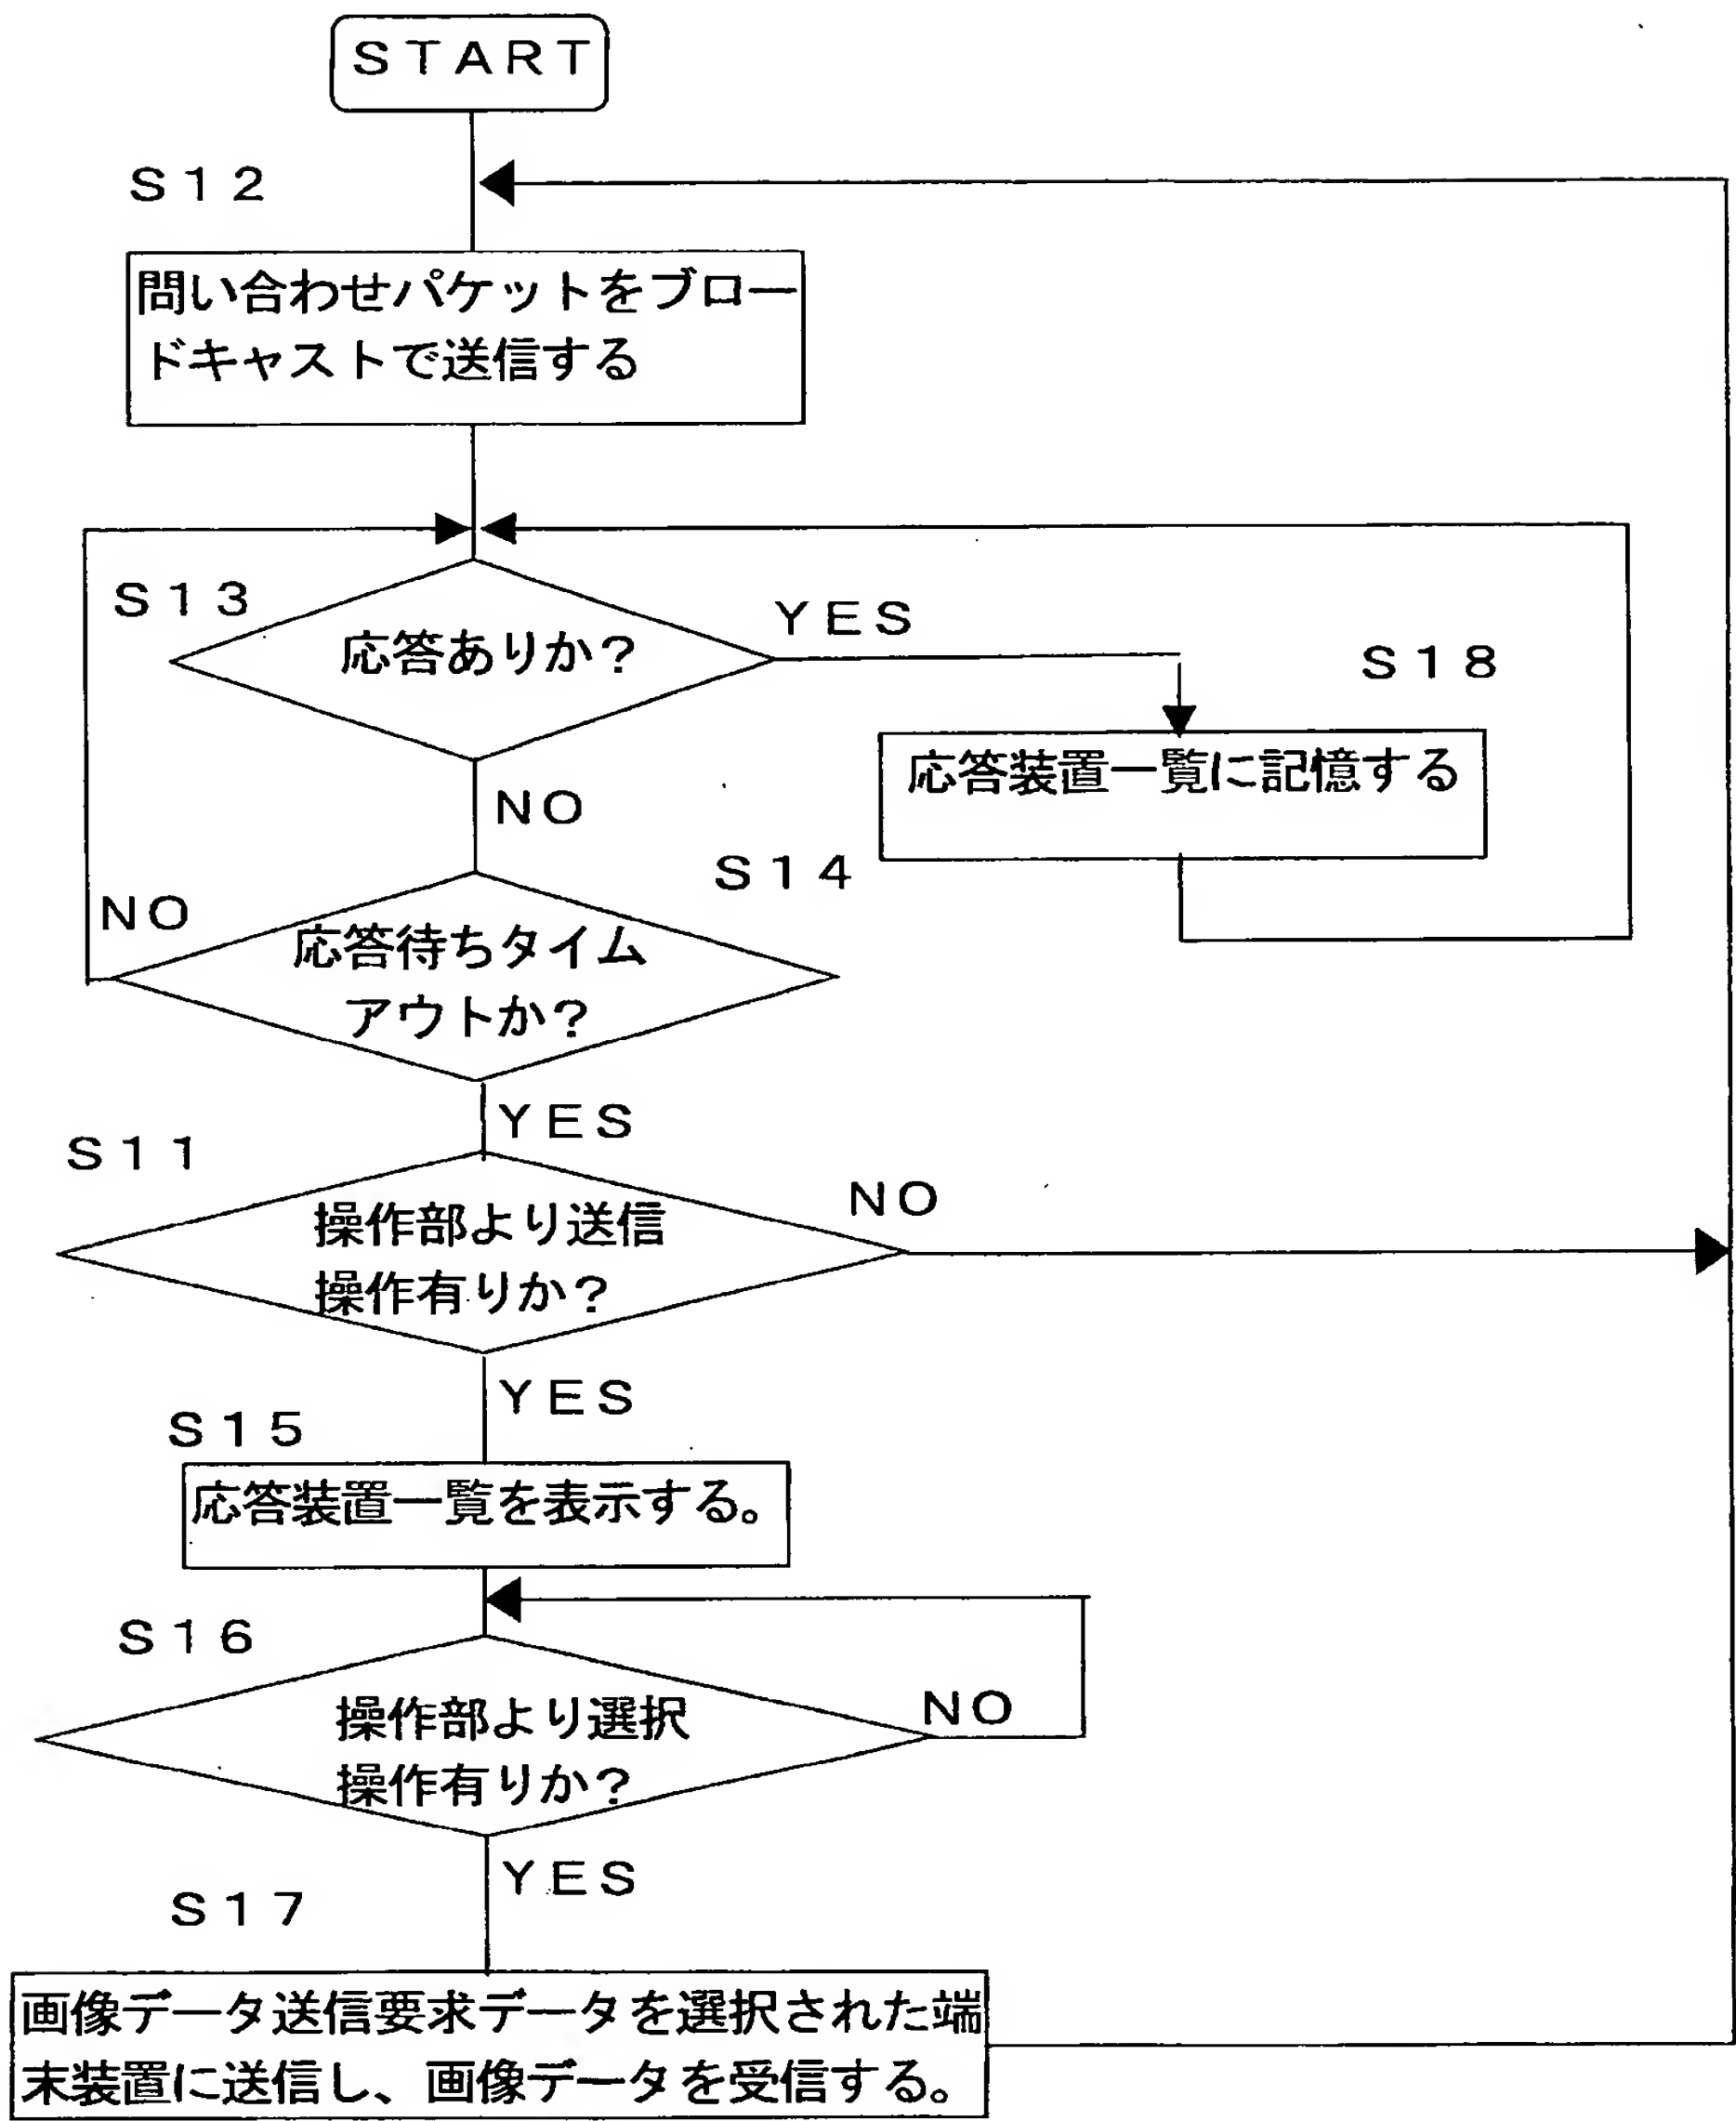 START
S12
問い合わせパケットをブロー
ドキャストで送信する
S13
応答ありか?
YES
S18
応答装置一覧に記憶する
NO
S14
NO
応答待ちタイム
アウトか?
YES
S11
操作部より送信
操作有りか?
NO
YES
S15
応答装置一覧を表示する。
S16
操作部より選択
操作有りか?
NO
YES
S17
画像データ送信要求データを選択された端
末装置に送信し、画像データを受信する。